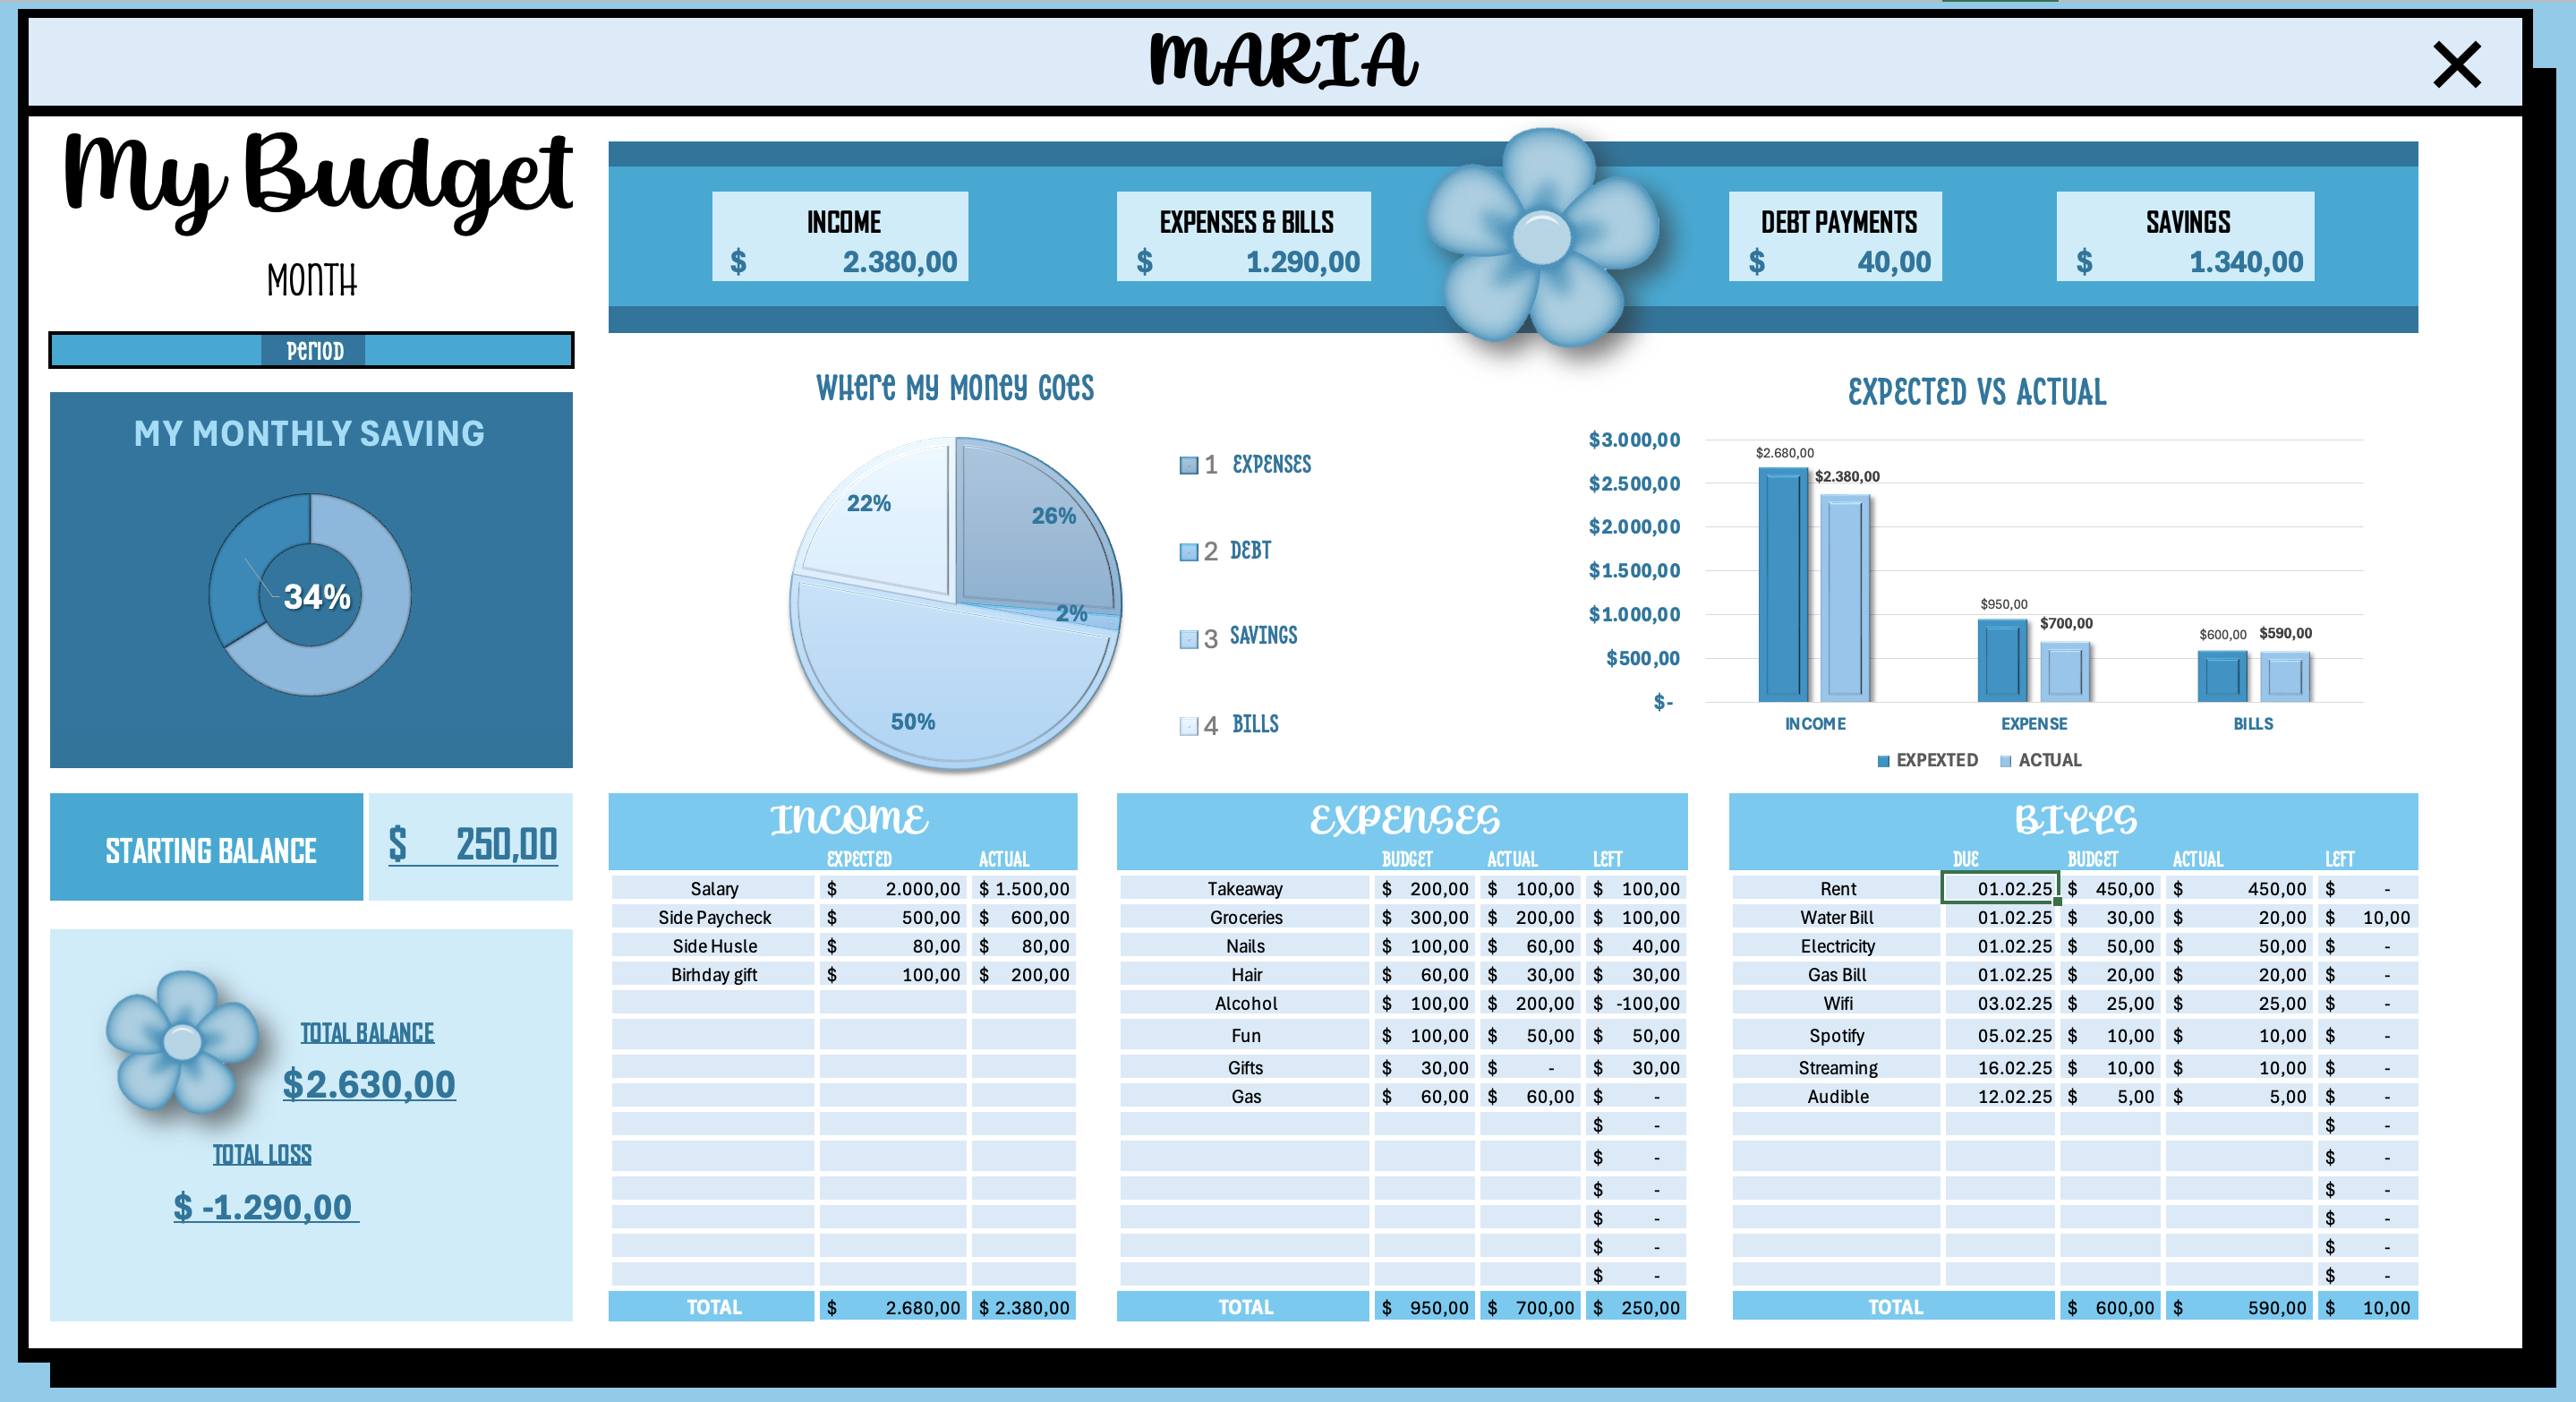 MARIA
My Budget
MONTH
Period
MY MONTHLY SAVING
34%
STARTING BALANCE $ 250,00
TOTAL BALANCE
$2.630,00
TOTAL LOSS
$ -1.290,00
INCOME
$ 2.380,00
EXPENSES & BILLS
$ 1.290,00
DEBT PAYMENTS
$ 40,00
SAVINGS
$ 1.340,00
WHere MY MONeY GOes
22%
26%
2%
50%
1 EXPENSES
2 DEBT
3 SAVINGS
4 BILLS
EXPECTED VS ACTUAL
$3.000,00
$2.500,00
$2.000,00
$1.500,00
$1.000,00
$500,00
$-
$2.680,00
$2.380,00
$950,00
$700,00
$600,00
$590,00
INCOME EXPENSE BILLS
EXPEXTED ACTUAL
INCOME
EXPECTED ACTUAL
Salary $ 2.000,00 $ 1.500,00
Side Paycheck $ 500,00 $ 600,00
Side Husle $ 80,00 $ 80,00
Birhday gift $ 100,00 $ 200,00
TOTAL $ 2.680,00 $ 2.380,00
EXPENSES
BUDGET ACTUAL LEFT
Takeaway $ 200,00 $ 100,00 $ 100,00
Groceries $ 300,00 $ 200,00 $ 100,00
Nails $ 100,00 $ 60,00 $ 40,00
Hair $ 60,00 $ 30,00 $ 30,00
Alcohol $ 100,00 $ 200,00 $ -100,00
Fun $ 100,00 $ 50,00 $ 50,00
Gifts $ 30,00 $ - $ 30,00
Gas $ 60,00 $ 60,00 $ -
$ -
$ -
$ -
$ -
$ -
$ -
TOTAL $ 950,00 $ 700,00 $ 250,00
BILLS
DUE BUDGET ACTUAL LEFT
Rent 01.02.25 $ 450,00 $ 450,00 $ -
Water Bill 01.02.25 $ 30,00 $ 20,00 $ 10,00
Electricity 01.02.25 $ 50,00 $ 50,00 $ -
Gas Bill 01.02.25 $ 20,00 $ 20,00 $ -
Wifi 03.02.25 $ 25,00 $ 25,00 $ -
Spotify 05.02.25 $ 10,00 $ 10,00 $ -
Streaming 16.02.25 $ 10,00 $ 10,00 $ -
Audible 12.02.25 $ 5,00 $ 5,00 $ -
$ -
$ -
$ -
$ -
$ -
$ -
TOTAL $ 600,00 $ 590,00 $ 10,00